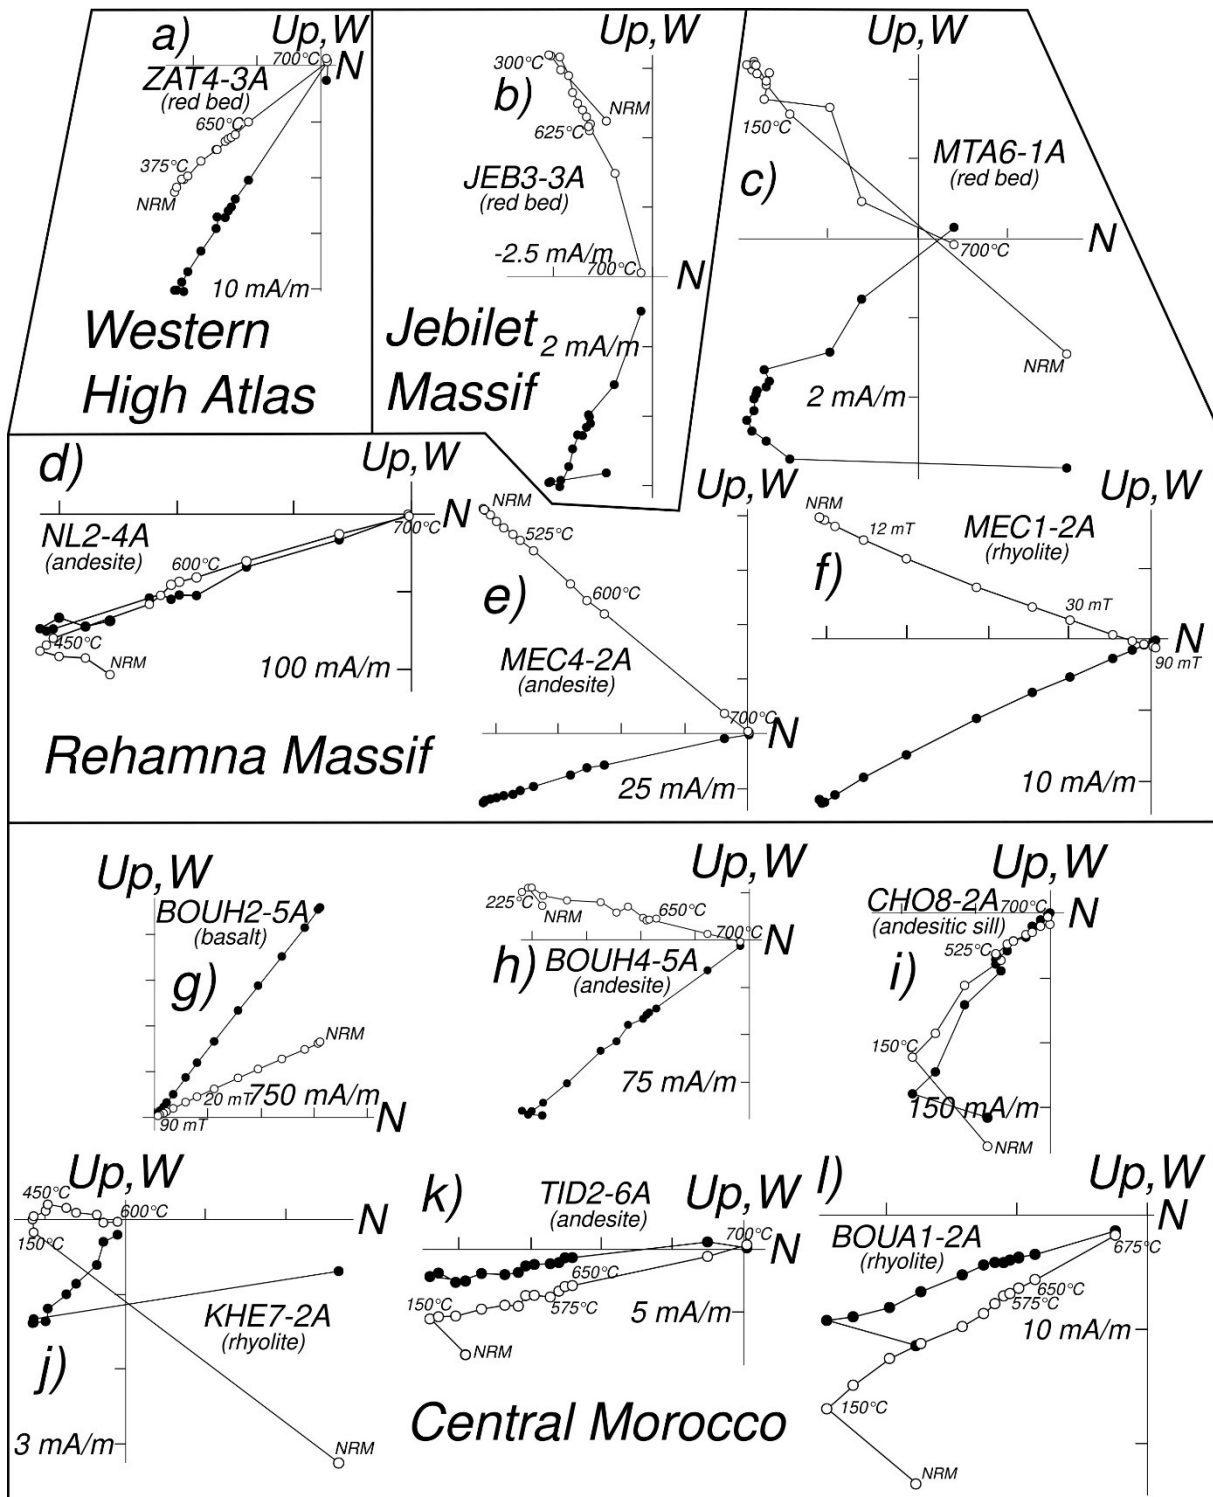 a)
Up,W
700°C
N
ZAT4-3A
(red bed)
650°C
375°C
NRM
10 mA/m
Western
High Atlas
Up,W
300°C
b)
NRM
625°C
JEB3-3A
(red bed)
-2.5 mA/m
700°C
N
Jebilet
2 mA/m
Massif
Up,W
150°C
MTA6-1A
(red bed)
c)
N
700°C
NRM
2 mA/m
d)
Up,W
N
700°C
NL2-4A
(andesite)
600°C
450°C
NRM
100 mA/m
Rehamna Massif
Up,W
NRM
525°C
e)
600°C
MEC4-2A
(andesite)
700°C
N
25 mA/m
Up,W
NRM
12 mT
MEC1-2A
(rhyolite)
f)
30 mT
N
90 mT
10 mA/m
Up,W
BOUH2-5A
(basalt)
g)
NRM
20 mT
750 mA/m
90 mT
N
Up,W
225°C
NRM
650°C
700°C
N
h)
BOUH4-5A
(andesite)
75 mA/m
Up,W
CHO8-2A
700°C
N
(andesitic sill)
525°C
i)
150°C
150 mA/m
NRM
Up,W
450°C
600°C
N
150°C
KHE7-2A
(rhyolite)
j)
3 mA/m
NRM
k)
TID2-6A
(andesite)
Up,W
700°C
N
650°C
150°C
575°C
5 mA/m
NRM
l)
Up,W
N
BOUA1-2A
(rhyolite)
675°C
650°C
575°C
10 mA/m
150°C
NRM
Central Morocco